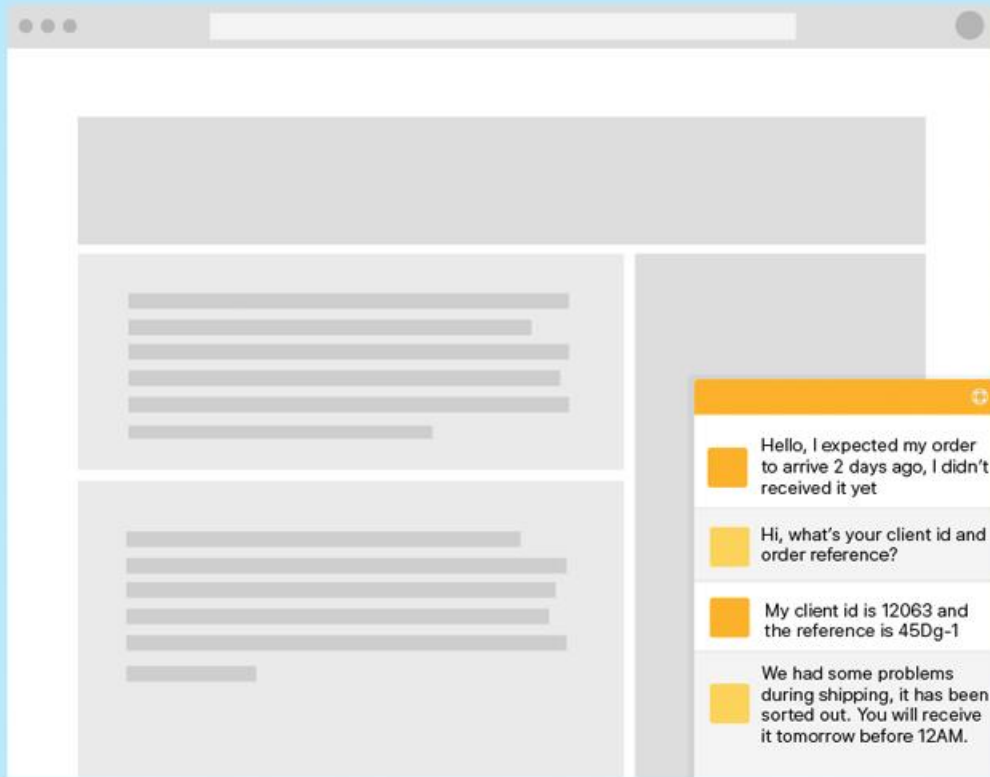 Hello, I expected my order
to arrive 2 days ago, I didn't
received it yet
Hi, what's your client id and
order reference?
My client id is 12063 and
the reference is 45Dg-1
We had some problems
during shipping, it has been
sorted out. You will receive
it tomorrow before 12AM.